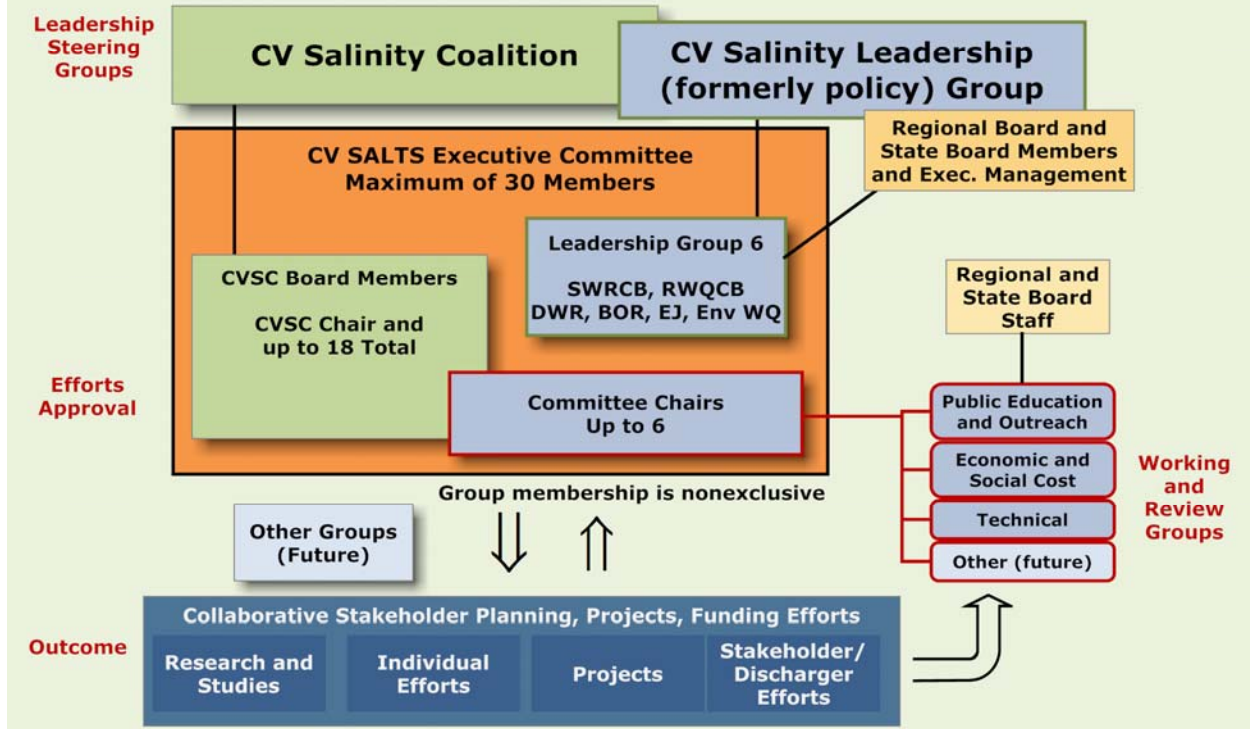 Leadership
Steering
Groups
CV Salinity Coalition
CV Salinity Leadership
(formerly policy) Group
Regional Board and
State Board Members
and Exec. Management
CV SALTS Executive Committee
Maximum of 30 Members
Leadership Group 6
SWRCB, RWQCB
DWR, BOR, EJ, Env WQ
CVSC Board Members
CVSC Chair and
up to 18 Total
Regional and
State Board
Staff
Efforts
Approval
Committee Chairs
Up to 6
Public Education
and Outreach
Economic and
Social Cost
Technical
Other (future)
Working
and
Review
Groups
Group membership is nonexclusive
Other Groups
(Future)
Outcome
Collaborative Stakeholder Planning, Projects, Funding Efforts
Research and
Studies
Individual
Efforts
Projects
Stakeholder/
Discharger
Efforts